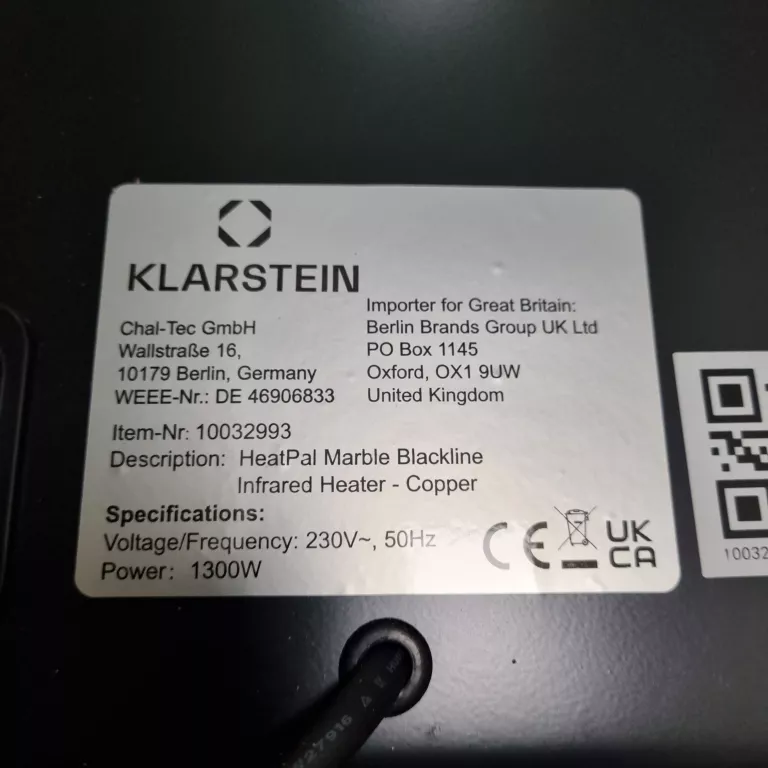 KLARSTEIN
Chal-Tec GmbH
Wallstraße 16,
10179 Berlin, Germany
WEEE-Nr.: DE 46906833
Importer for Great Britain:
Berlin Brands Group UK Ltd
PO Box 1145
Oxford, OX1 9UW
United Kingdom
Item-Nr: 10032993
Description: HeatPal Marble Blackline
Infrared Heater - Copper
Specifications:
Voltage/Frequency: 230V~, 50Hz
Power: 1300W
CE
UK
CA
10032
27916